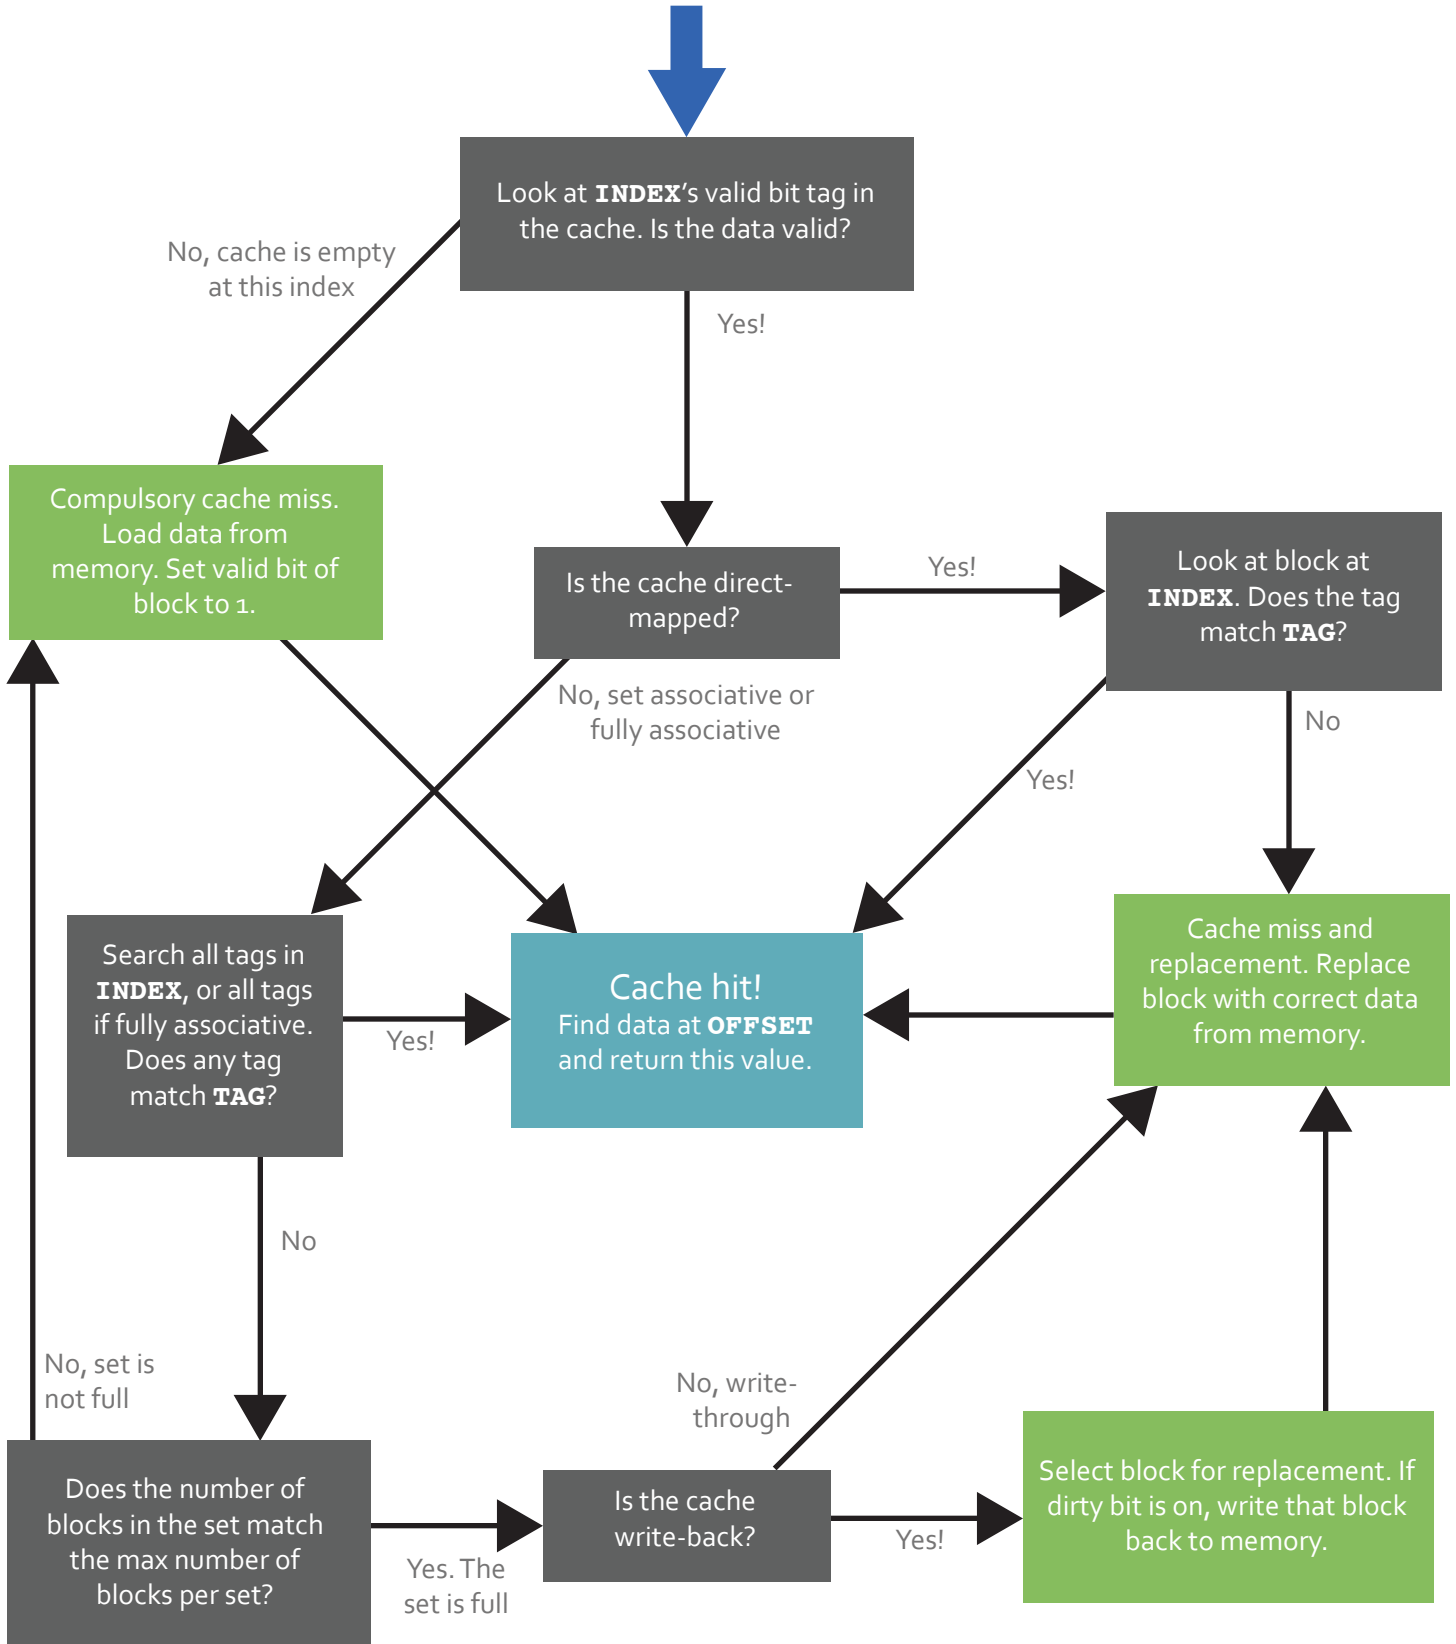 Look at INDEX's valid bit tag in
the cache. Is the data valid?
No, cache is empty
at this index
Yes!
Compulsory cache miss.
Load data from
memory. Set valid bit of
block to 1.
Is the cache direct-
mapped?
Yes!
Look at block at
INDEX. Does the tag
match TAG?
No, set associative or
fully associative
No
Yes!
Search all tags in
INDEX, or all tags
if fully associative.
Does any tag
match TAG?
Yes!
Cache hit!
Find data at OFFSET
and return this value.
Cache miss and
replacement. Replace
block with correct data
from memory.
No
No, set is
not full
No, write-
through
Does the number of
blocks in the set match
the max number of
blocks per set?
Yes. The
set is full
Is the cache
write-back?
Yes!
Select block for replacement. If
dirty bit is on, write that block
back to memory.